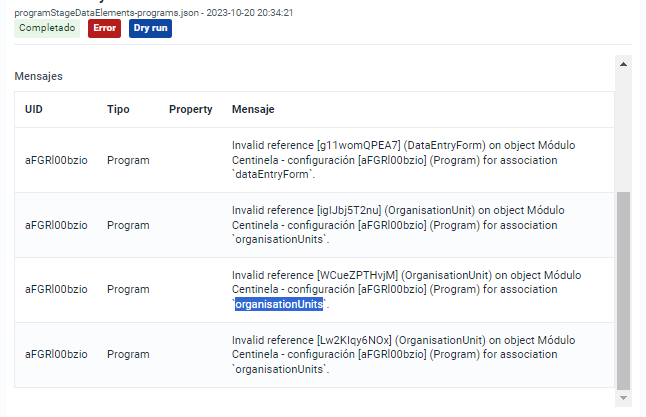 programStageDataElements-programs.json - 2023-10-20 20:34:21
Completado Error Dry run
Mensajes
UID Tipo Property Mensaje
Invalid reference [g11womQPEA7] (DataEntryForm) on object Módulo
aFGRl00bzio Program Centinela - configuración [aFGRl00bzio] (Program) for association
`dataEntryForm`.
Invalid reference [igIJbj5T2nu] (OrganisationUnit) on object Módulo
aFGRl00bzio Program Centinela - configuración [aFGRl00bzio] (Program) for association
`organisationUnits`.
Invalid reference [WCueZPTHvjM] (OrganisationUnit) on object Módulo
aFGRl00bzio Program Centinela - configuración [aFGRl00bzio] (Program) for association
`organisationUnits`.
Invalid reference [Lw2KIqy6NOx] (OrganisationUnit) on object Módulo
aFGRl00bzio Program Centinela - configuración [aFGRl00bzio] (Program) for association
`organisationUnits`.